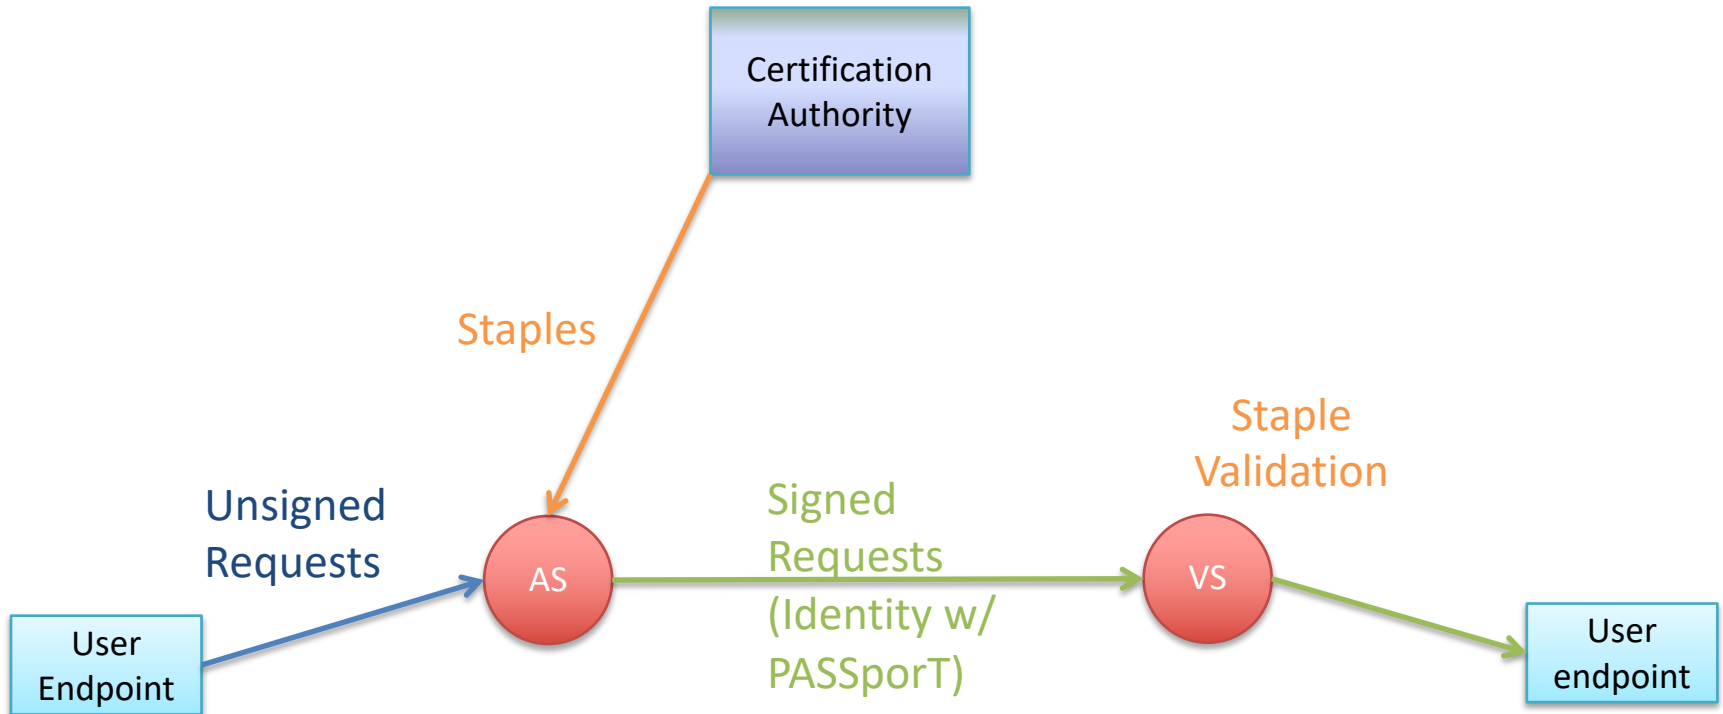 Certification
Authority
Staples
Staple
Validation
Unsigned
Requests
Signed
Requests
(Identity w/
PASSporT)
AS
VS
User
Endpoint
User
endpoint